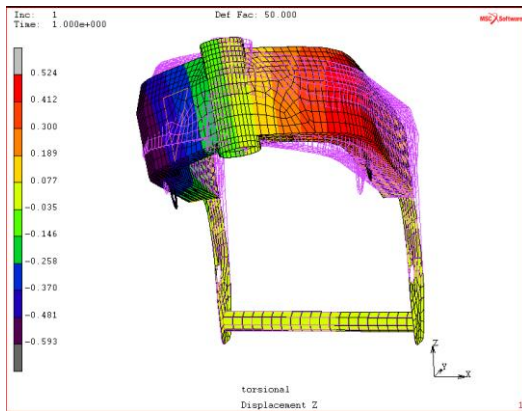 Inc: 1
Time: 1.000e+000
Def Fac: 50.000
MSC Software
0.524
0.412
0.300
0.189
0.077
-0.035
-0.146
-0.258
-0.370
-0.481
-0.593
Z
Y
X
torsional
Displacement Z
1